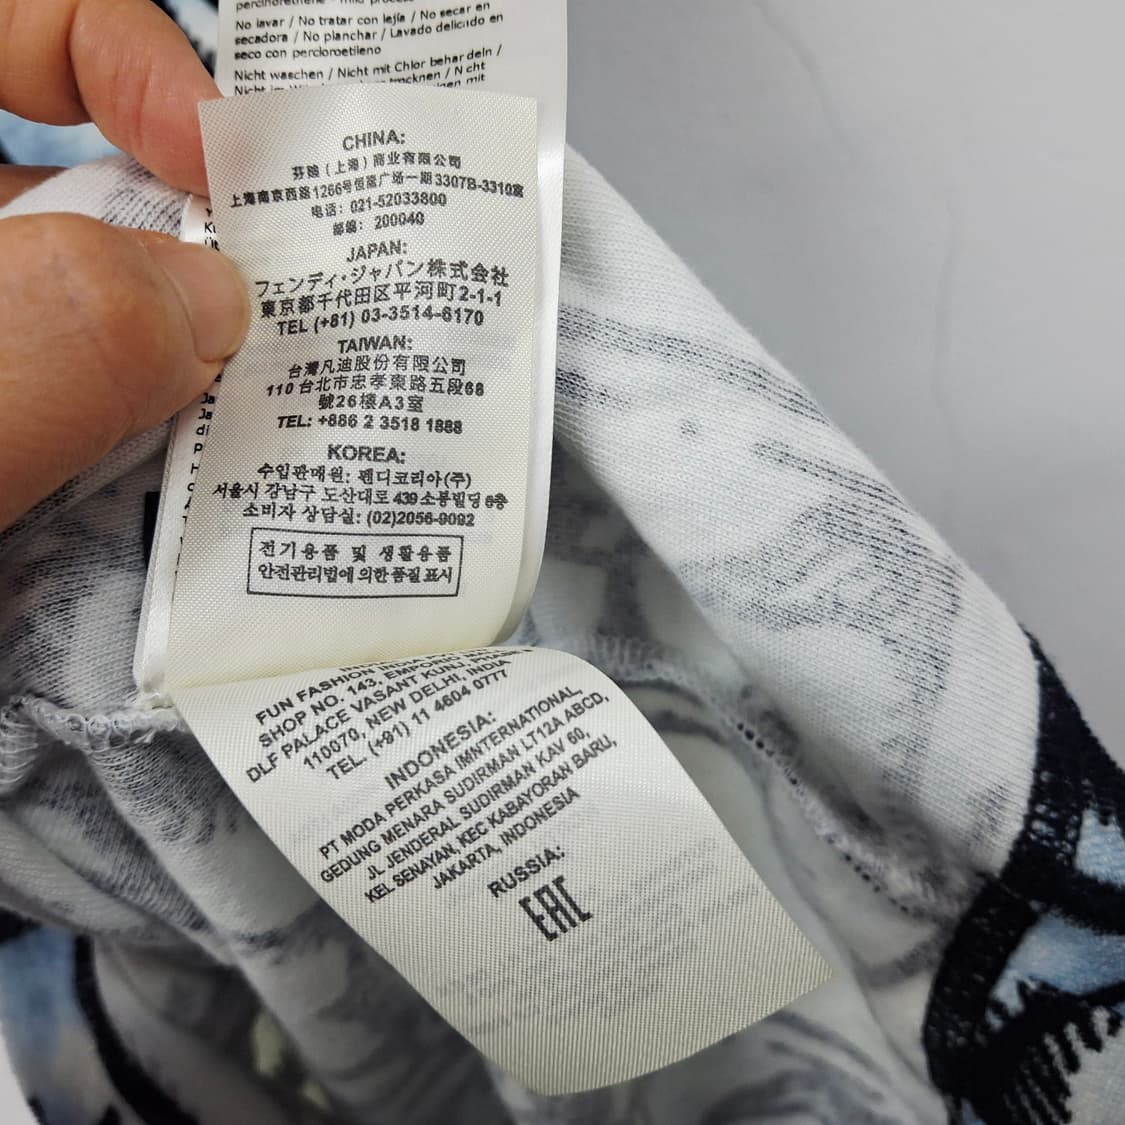 perchlorethene - mild process
No lavar / No tratar con lejía / No secar en
secadora / No planchar / Lavado delicado en
seco con percloroetileno
Nicht waschen / Nicht mit Chlor behandeln /
CHINA:
芬迪（上海）商业有限公司
上海南京西路1266号恒隆广场一期3307B-3310室
电话：021-52033800
邮编：200040
JAPAN:
フェンディ・ジャパン株式会社
東京都千代田区平河町2-1-1
TEL (+81) 03-3514-6170
TAIWAN:
台灣凡迪股份有限公司
110 台北市忠孝東路五段68
號26樓A3室
TEL: +886 2 3518 1888
KOREA:
수입판매원: 펜디코리아(주)
서울시 강남구 도산대로 439 소봉빌딩 6층
소비자 상담실: (02)2056-9092
전기용품 및 생활용품
안전관리법에 의한 품질표시
FUN FASHION INDIA
SHOP NO. 143, EMPORIO
DLF PALACE VASANT KUNJ,
110070, NEW DELHI, INDIA
TEL. (+91) 11 4604 0777
INDONESIA:
PT MODA PERKASA IMINTERNATIONAL,
GEDUNG MENARA SUDIRMAN LT12A ABCD,
JL JENDERAL SUDIRMAN KAV 60,
KEL SENAYAN, KEC KABAYORAN BARU,
JAKARTA, INDONESIA
RUSSIA:
EAC